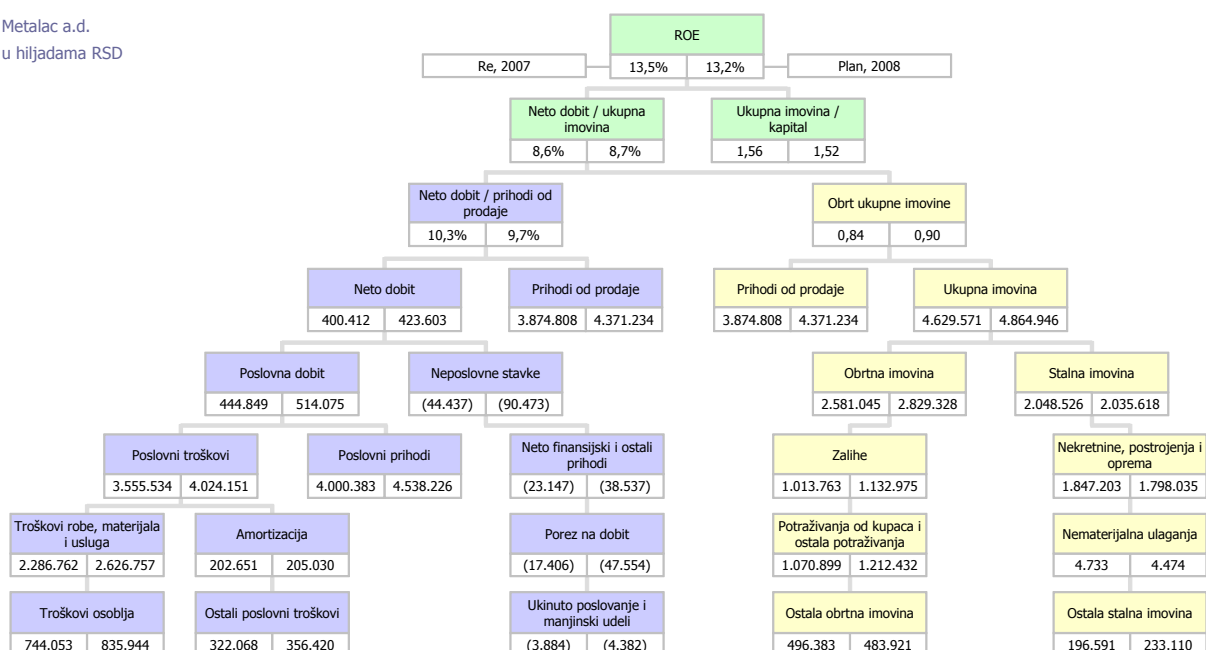 Metalac a.d.
u hiljadama RSD
ROE
Re, 2007
13,5%
13,2%
Plan, 2008
Neto dobit / ukupna
imovina
8,6%
8,7%
Ukupna imovina /
kapital
1,56
1,52
Neto dobit / prihodi od
prodaje
10,3%
9,7%
Obrt ukupne imovine
0,84
0,90
Neto dobit
400.412
423.603
Prihodi od prodaje
3.874.808
4.371.234
Prihodi od prodaje
3.874.808
4.371.234
Ukupna imovina
4.629.571
4.864.946
Poslovna dobit
444.849
514.075
Neposlovne stavke
(44.437)
(90.473)
Obrtna imovina
2.581.045
2.829.328
Stalna imovina
2.048.526
2.035.618
Poslovni troškovi
3.555.534
4.024.151
Poslovni prihodi
4.000.383
4.538.226
Neto finansijski i ostali
prihodi
(23.147)
(38.537)
Zalihe
1.013.763
1.132.975
Nekretnine, postrojenja i
oprema
1.847.203
1.798.035
Troškovi robe, materijala
i usluga
2.286.762
2.626.757
Amortizacija
202.651
205.030
Porez na dobit
(17.406)
(47.554)
Potraživanja od kupaca i
ostala potraživanja
1.070.899
1.212.432
Nematerijalna ulaganja
4.733
4.474
Troškovi osoblja
744.053
835.944
Ostali poslovni troškovi
322.068
356.420
Ukinuto poslovanje i
manjinski udeli
(3.884)
(4.382)
Ostala obrtna imovina
496.383
483.921
Ostala stalna imovina
196.591
233.110